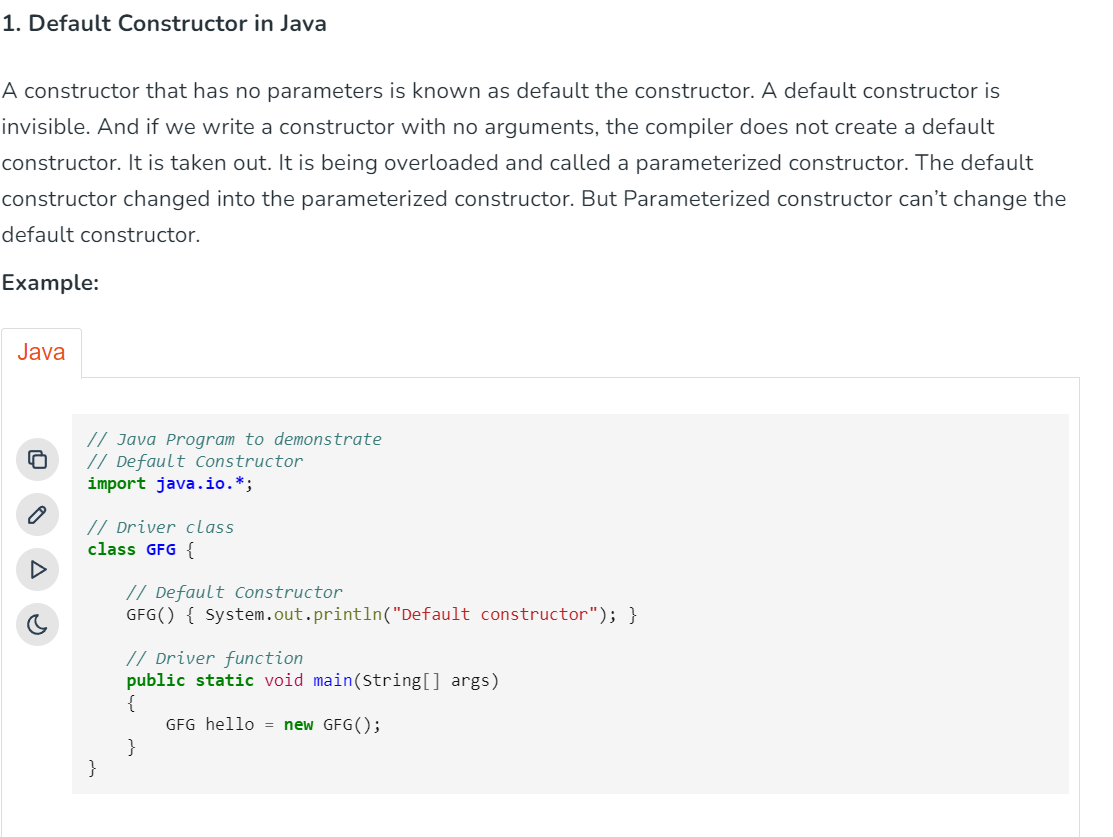 1. Default Constructor in Java
A constructor that has no parameters is known as default the constructor. A default constructor is
invisible. And if we write a constructor with no arguments, the compiler does not create a default
constructor. It is taken out. It is being overloaded and called a parameterized constructor. The default
constructor changed into the parameterized constructor. But Parameterized constructor can’t change the
default constructor.
Example:
Java
// Java Program to demonstrate
// Default Constructor
import java.io.*;
// Driver class
class GFG {
// Default Constructor
GFG() { System.out.println("Default constructor"); }
// Driver function
public static void main(String[] args)
{
GFG hello = new GFG();
}
}